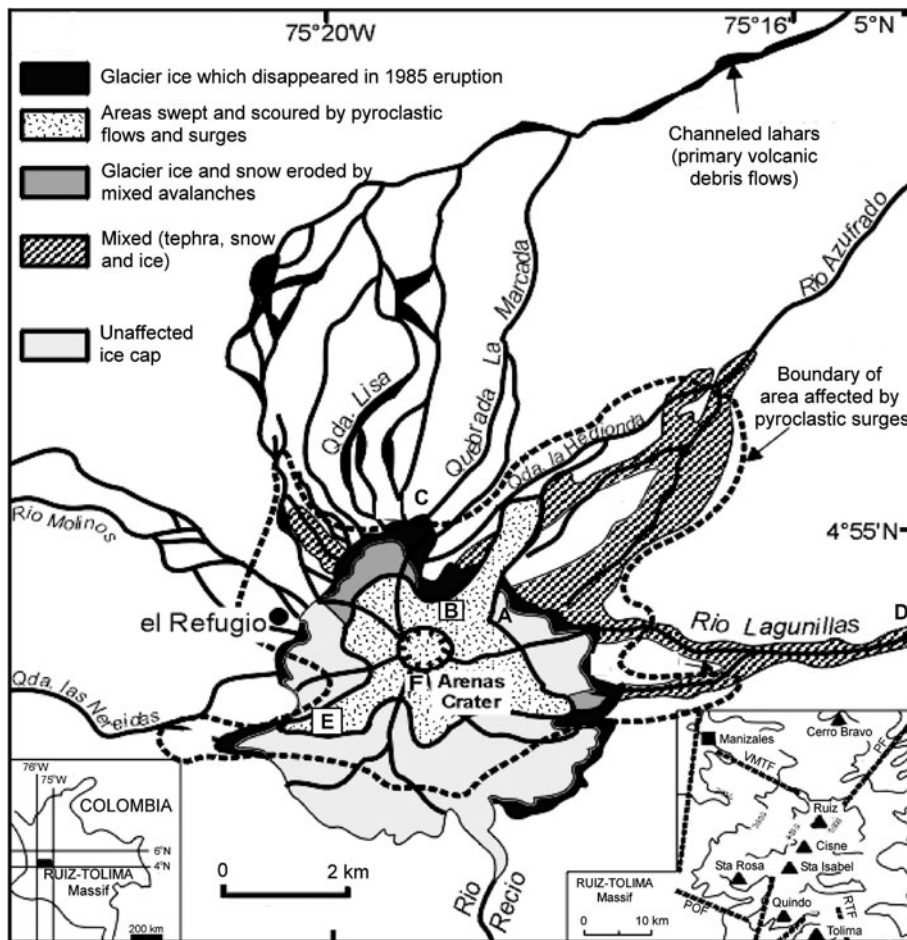 75°20'W
75°16'
5°N
Glacier ice which disappeared in 1985 eruption
Areas swept and scoured by pyroclastic
flows and surges
Glacier ice and snow eroded by
mixed avalanches
Mixed (tephra, snow
and ice)
Unaffected
ice cap
Channeled lahars
(primary volcanic
debris flows)
Rio Azufrado
Quebrada La Marcada
Qda. Lisa
Qda. la Hedionda
Boundary of
area affected by
pyroclastic surges
C
Rio Molinos
4°55'N
B
A
el Refugio
Rio Lagunillas
D
F
Arenas
Crater
Qda. las Nereidas
E
76°W
75°W
COLOMBIA
6°N
4°N
RUIZ-TOLIMA
Massif
200 km
0
2 km
Rio
Recio
Manizales
Cerro Bravo
VMTF
PF
Ruiz
Cisne
Sta Rosa
Sta Isabel
Quindo
POF
RTF
Tolima
RUIZ-TOLIMA
Massif
0
10 km